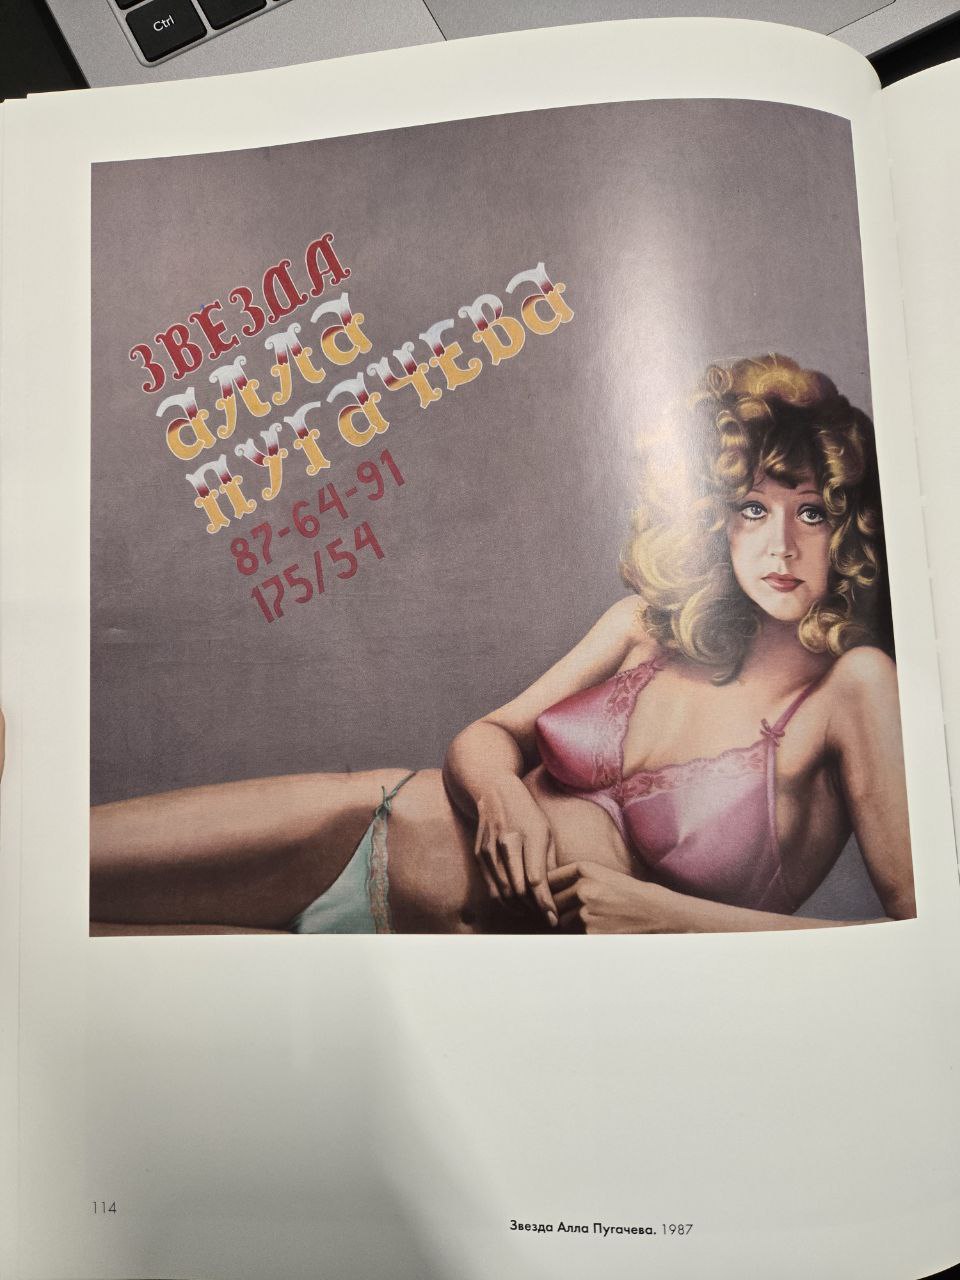 Ctrl
ЗВЕЗДА
АЛЛА
ПУГАЧЕВА
87-64-91
175/54
114
Звезда Алла Пугачева. 1987